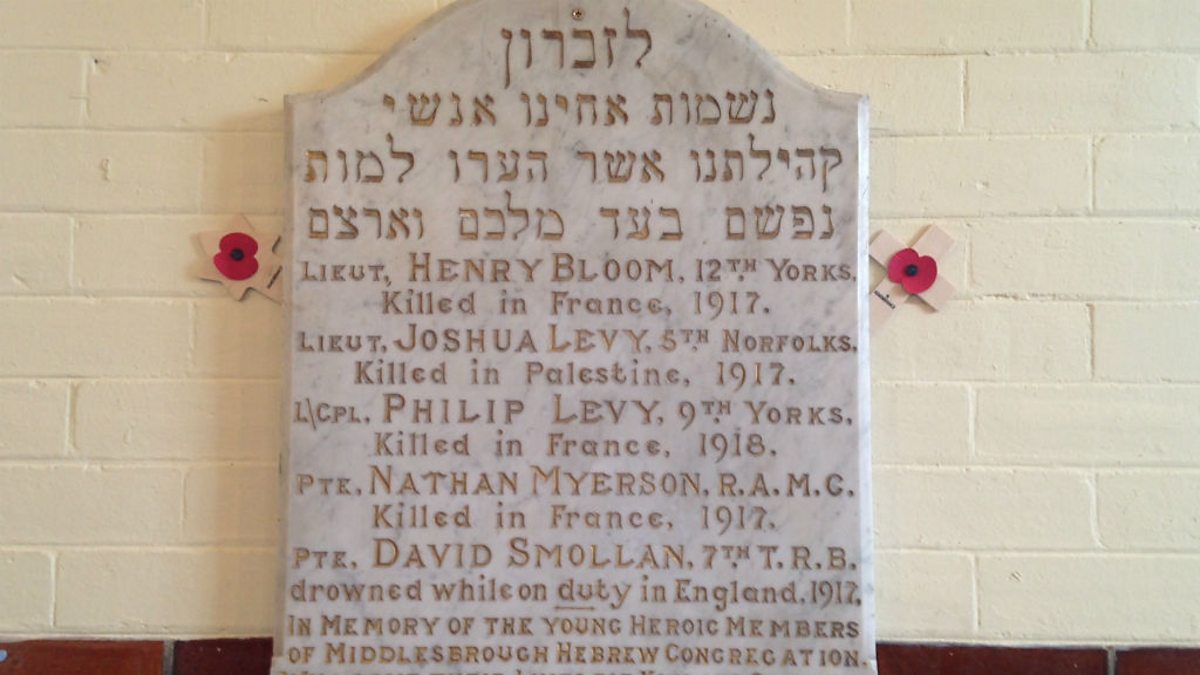 לזכרון
נשמות אחינו אנשי
קהילתנו אשר הערו למות
נפשם בעד מלכם וארצם
LIEUT, HENRY BLOOM, 12TH YORKS,
Killed in France, 1917.
LIEUT, JOSHUA LEVY, 5TH NORFOLKS,
Killed in Palestine, 1917.
L\CPL, PHILIP LEVY, 9TH YORKS,
Killed in France, 1918.
PTE, NATHAN MYERSON, R.A.M.C.
Killed in France, 1917.
PTE, DAVID SMOLLAN, 7TH T.R.B.
drowned while on duty in England, 1917.
IN MEMORY OF THE YOUNG HEROIC MEMBERS
OF MIDDLESBROUGH HEBREW CONGREGATION.